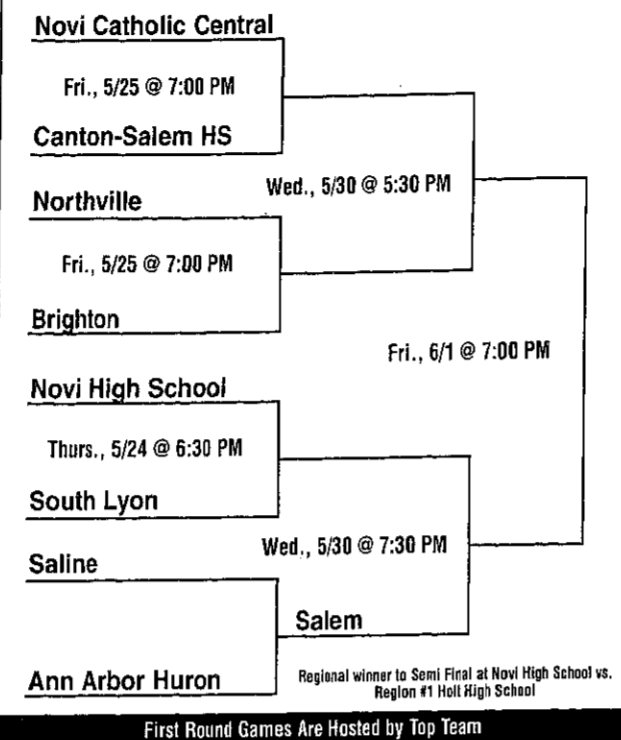 Novi Catholic Central
Fri., 5/25 @ 7:00 PM
Canton-Salem HS
Wed., 5/30 @ 5:30 PM
Northville
Fri., 5/25 @ 7:00 PM
Brighton
Fri., 6/1 @ 7:00 PM
Novi High School
Thurs., 5/24 @ 6:30 PM
South Lyon
Wed., 5/30 @ 7:30 PM
Saline
Salem
Ann Arbor Huron
Regional winner to Semi Final at Novi High School vs.
Region #1 Holt High School
First Round Games Are Hosted by Top Team